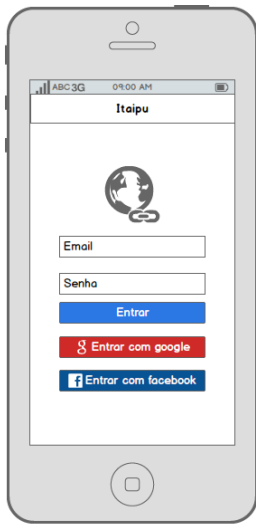 ABC 3G 09:00 AM
Itaipu
Email
Senha
Entrar
g Entrar com google
f Entrar com facebook